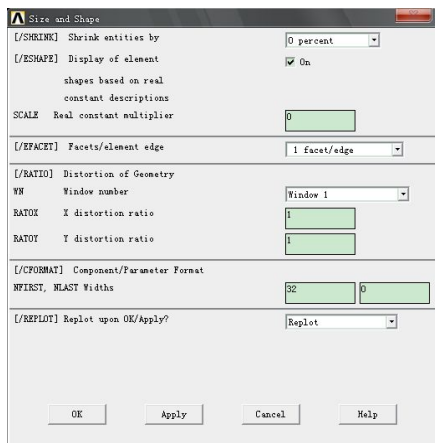 Size and Shape
[/SHRINK] Shrink entities by 0 percent
[/ESHAPE] Display of element On
shapes based on real
constant descriptions
SCALE Real constant multiplier 0
[/EFACET] Facets/element edge 1 facet/edge
[/RATIO] Distortion of Geometry
WN Window number Window 1
RATOX X distortion ratio 1
RATOY Y distortion ratio 1
[/CFORMAT] Component/Parameter Format
NFIRST, NLAST Widths 32 0
[/REPLOT] Replot upon OK/Apply? Replot
OK Apply Cancel Help